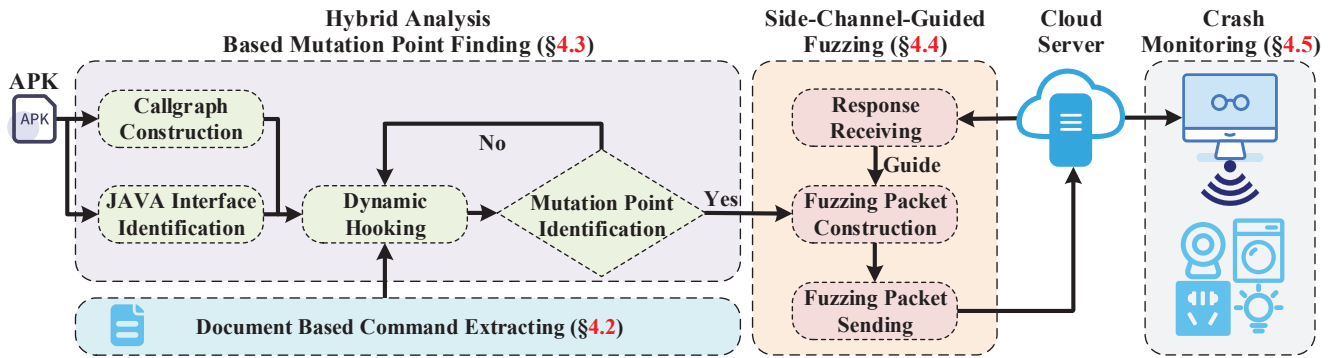 Hybrid Analysis
Based Mutation Point Finding (§4.3)
Side-Channel-Guided
Fuzzing (§4.4)
Cloud
Server
Crash
Monitoring (§4.5)
APK
APK
Callgraph
Construction
JAVA Interface
Identification
Dynamic
Hooking
No
Mutation Point
Identification
Yes
Response
Receiving
Guide
Fuzzing Packet
Construction
Fuzzing Packet
Sending
Document Based Command Extracting (§4.2)